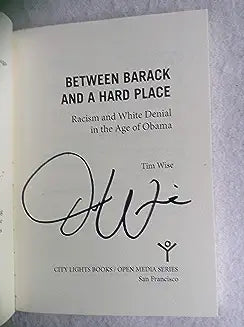 BETWEEN BARACK
AND A HARD PLACE
Racism and White Denial
in the Age of Obama
Tim Wise
CITY LIGHTS BOOKS / OPEN MEDIA SERIES
San Francisco